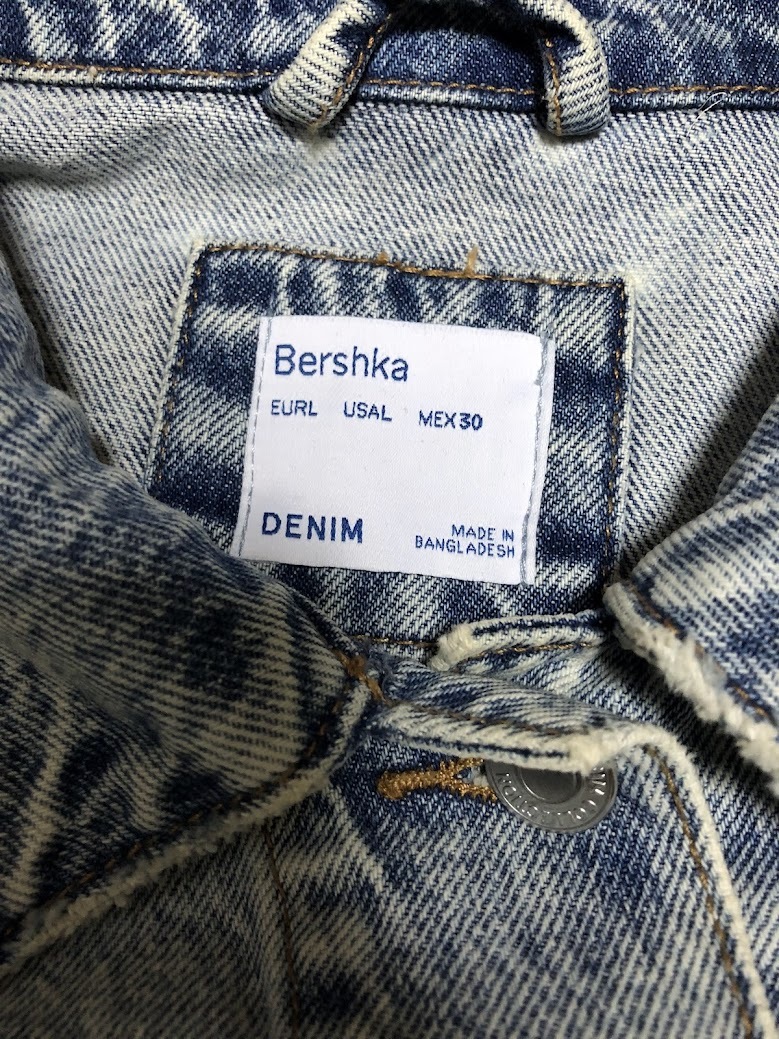 Bershka
EURL USAL MEX30
DENIM
MADE IN
BANGLADESH